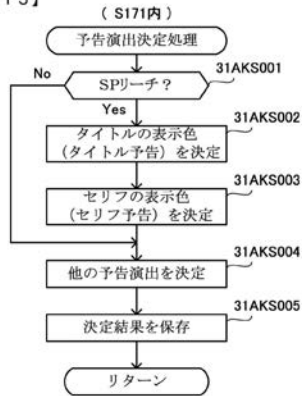 ( S171内 )
予告演出決定処理
31AKS001
No
SPリーチ？
Yes
31AKS002
タイトルの表示色
(タイトル予告)を決定
31AKS003
セリフの表示色
(セリフ予告)を決定
31AKS004
他の予告演出を決定
31AKS005
決定結果を保存
リターン